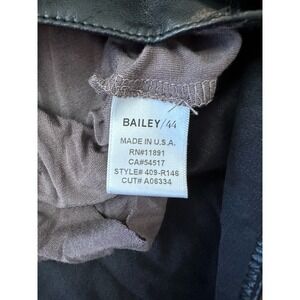 BAILEY/44
MADE IN U.S.A.
RN#11891
CA#54517
STYLE# 409-R146
CUT# A06334